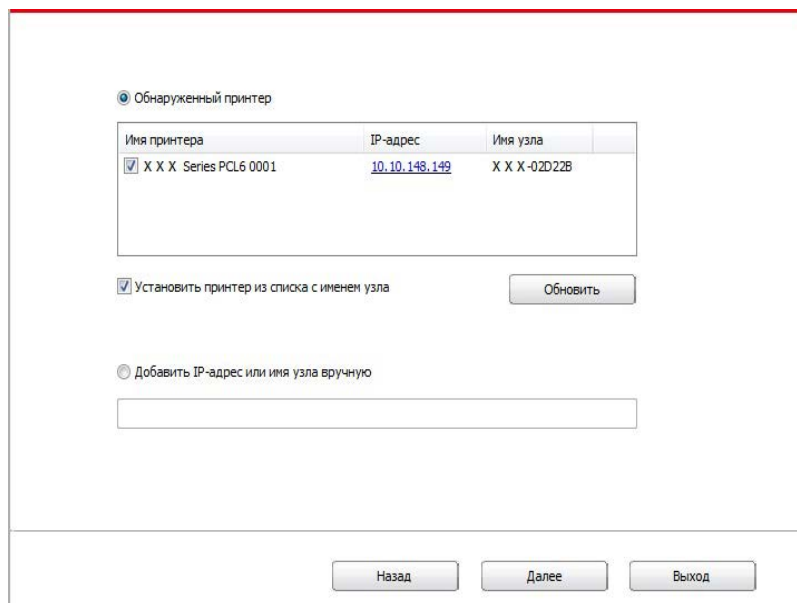 Обнаруженный принтер
Имя принтера IP-адрес Имя узла
X X X Series PCL6 0001 10.10.148.149 X X X-02D22B
Установить принтер из списка с именем узла Обновить
Добавить IP-адрес или имя узла вручную
Назад Далее Выход